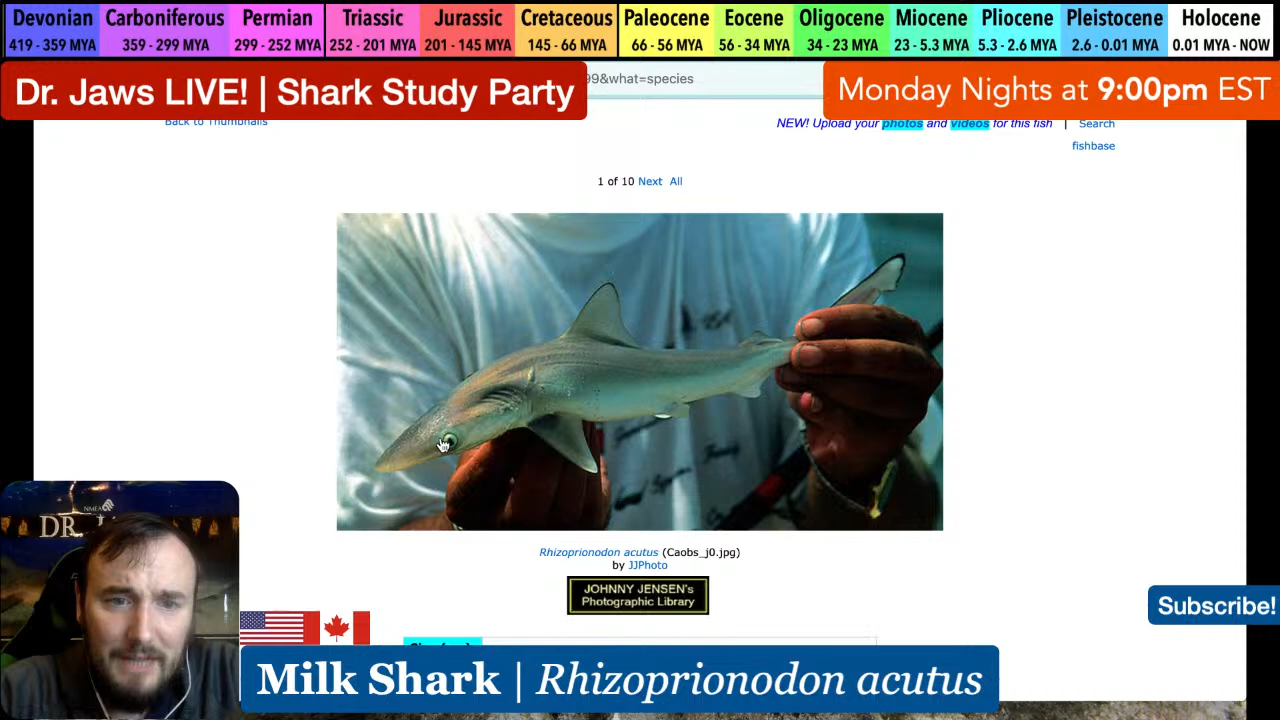 Devonian Carboniferous Permian Triassic Jurassic Cretaceous Paleocene Eocene Oligocene Miocene Pliocene Pleistocene Holocene
419 - 359 MYA 359 - 299 MYA 299 - 252 MYA 252 - 201 MYA 201 - 145 MYA 145 - 66 MYA 66 - 56 MYA 56 - 34 MYA 34 - 23 MYA 23 - 5.3 MYA 5.3 - 2.6 MYA 2.6 - 0.01 MYA 0.01 MYA - NOW
Dr. Jaws LIVE! | Shark Study Party
99&what=species
Monday Nights at 9:00pm EST
Back to Thumbnails
NEW! Upload your photos and videos for this fish | Search
fishbase
1 of 10 Next All
Rhizoprionodon acutus (Caobs_j0.jpg)
by JJPhoto
JOHNNY JENSEN's
Photographic Library
NMEA
DR.
Subscribe!
Milk Shark | Rhizoprionodon acutus